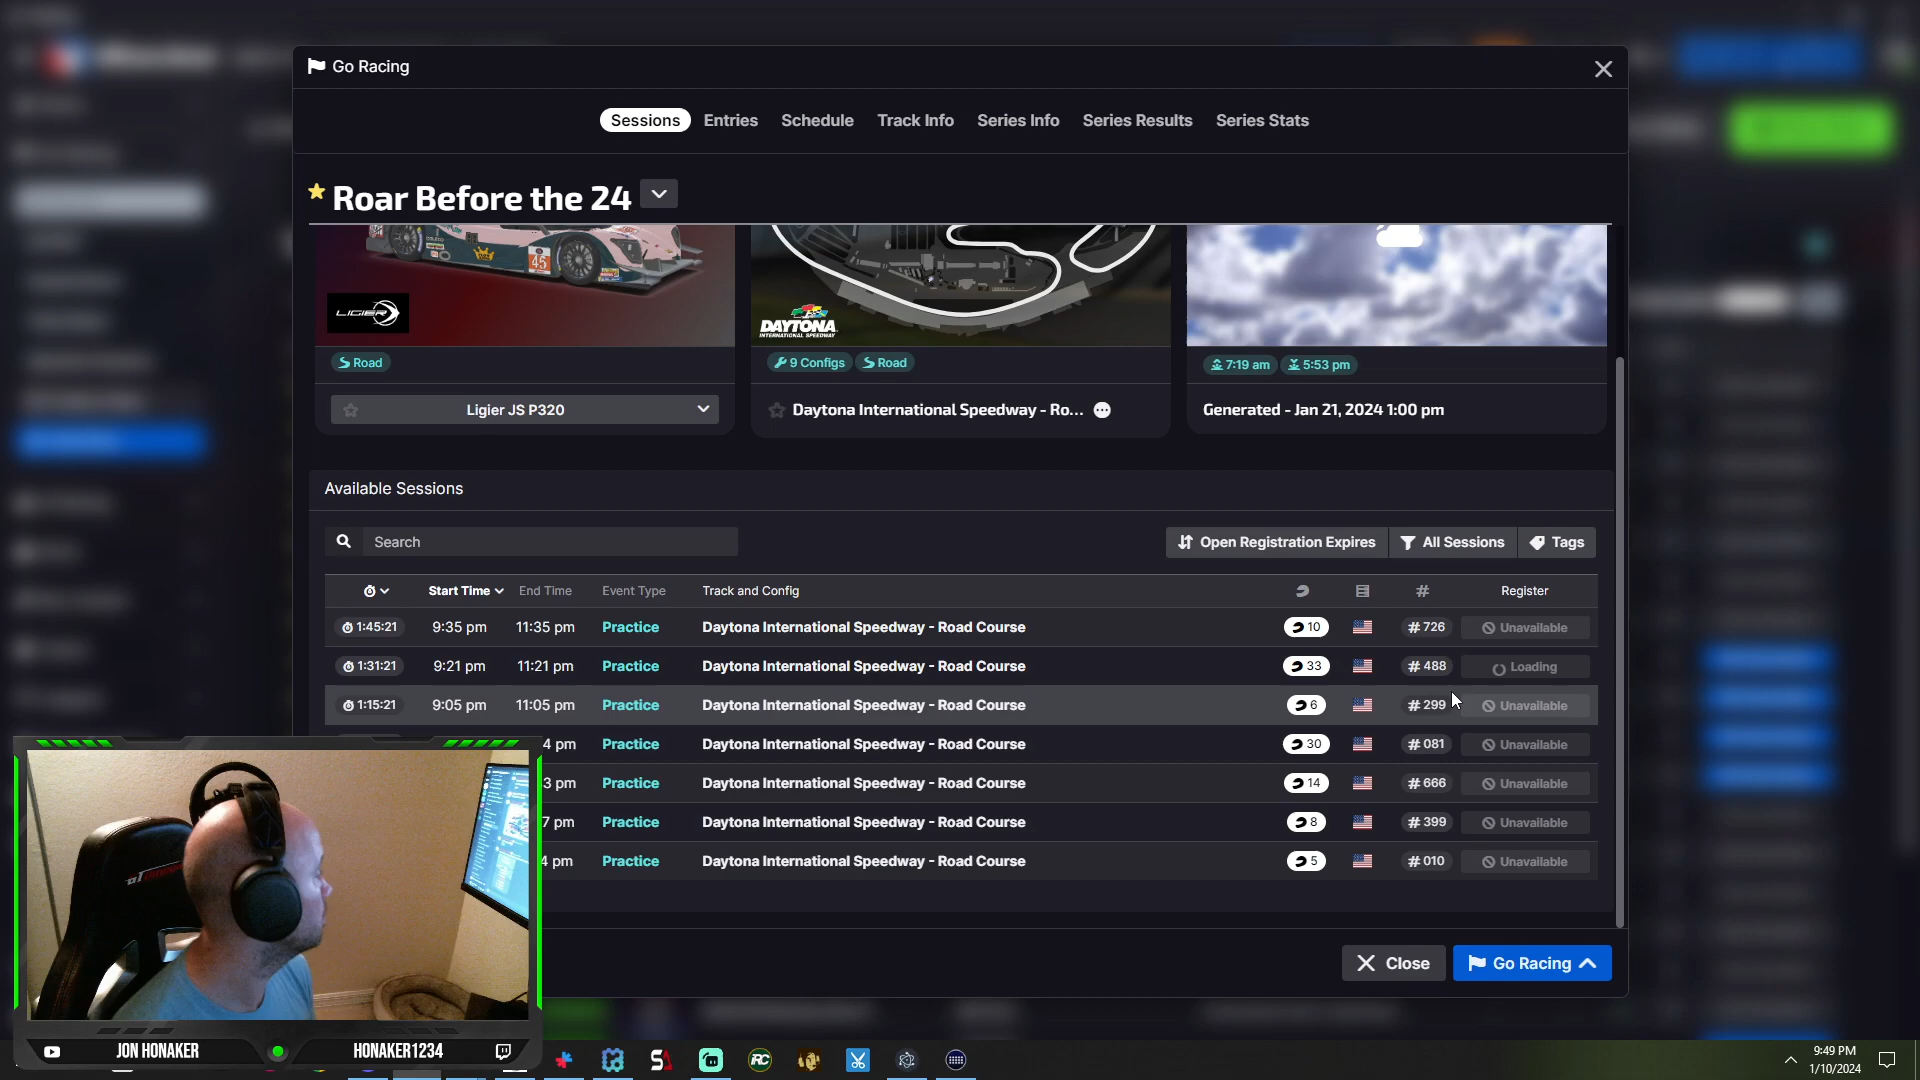 Go Racing
Sessions Entries Schedule Track Info Series Info Series Results Series Stats
Roar Before the 24
45
LIGIER
DAYTONA
INTERNATIONAL SPEEDWAY
Road
9 Configs Road
7:19 am 5:53 pm
Ligier JS P320
Daytona International Speedway - Ro...
Generated - Jan 21, 2024 1:00 pm
Available Sessions
Search
Open Registration Expires All Sessions Tags
Start Time End Time Event Type Track and Config # Register
1:45:21 9:35 pm 11:35 pm Practice Daytona International Speedway - Road Course 10 #726 Unavailable
1:31:21 9:21 pm 11:21 pm Practice Daytona International Speedway - Road Course 33 #488 Loading
1:15:21 9:05 pm 11:05 pm Practice Daytona International Speedway - Road Course 6 #299 Unavailable
4 pm Practice Daytona International Speedway - Road Course 30 #081 Unavailable
3 pm Practice Daytona International Speedway - Road Course 14 #666 Unavailable
7 pm Practice Daytona International Speedway - Road Course 8 #399 Unavailable
4 pm Practice Daytona International Speedway - Road Course 5 #010 Unavailable
Close Go Racing
JON HONAKER HONAKER1234
RC
9:49 PM
1/10/2024